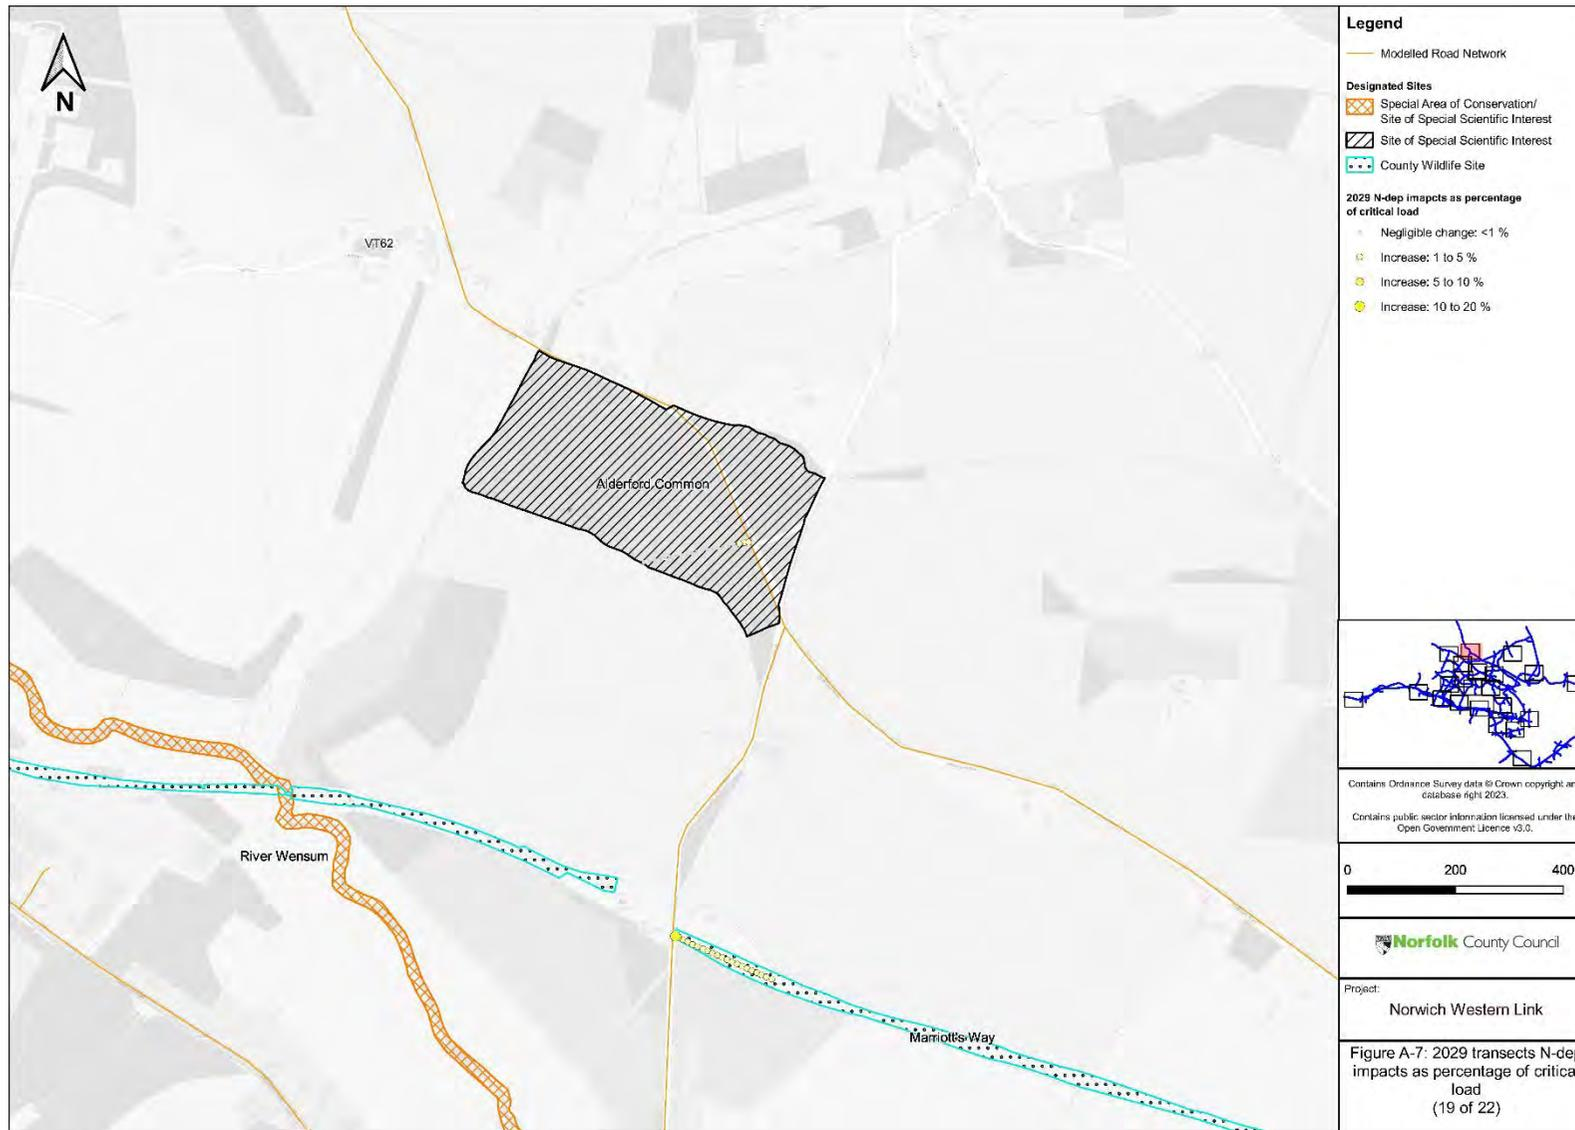 N
VT62
Alderford Common
River Wensum
Marriott's Way
Legend
Modelled Road Network
Designated Sites
Special Area of Conservation/
Site of Special Scientific Interest
Site of Special Scientific Interest
County Wildlife Site
2029 N-dep imapcts as percentage
of critical load
Negligible change: <1 %
Increase: 1 to 5 %
Increase: 5 to 10 %
Increase: 10 to 20 %
Contains Ordnance Survey data © Crown copyright an
database right 2023.
Contains public sector information licensed under the
Open Government Licence v3.0.
0 200 400
Norfolk County Council
Project:
Norwich Western Link
Figure A-7: 2029 transects N-dep
impacts as percentage of critica
load
(19 of 22)